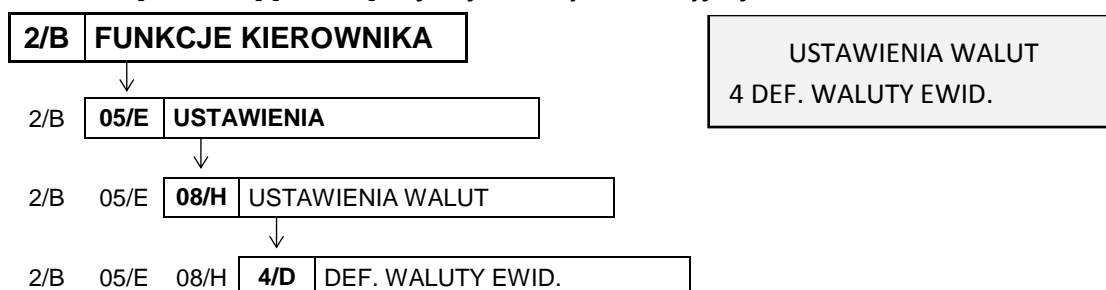 2/B FUNKCJE KIEROWNIKA
USTAWIENIA WALUT
4 DEF. WALUTY EWID.
2/B 05/E USTAWIENIA
2/B 05/E 08/H USTAWIENIA WALUT
2/B 05/E 08/H 4/D DEF. WALUTY EWID.